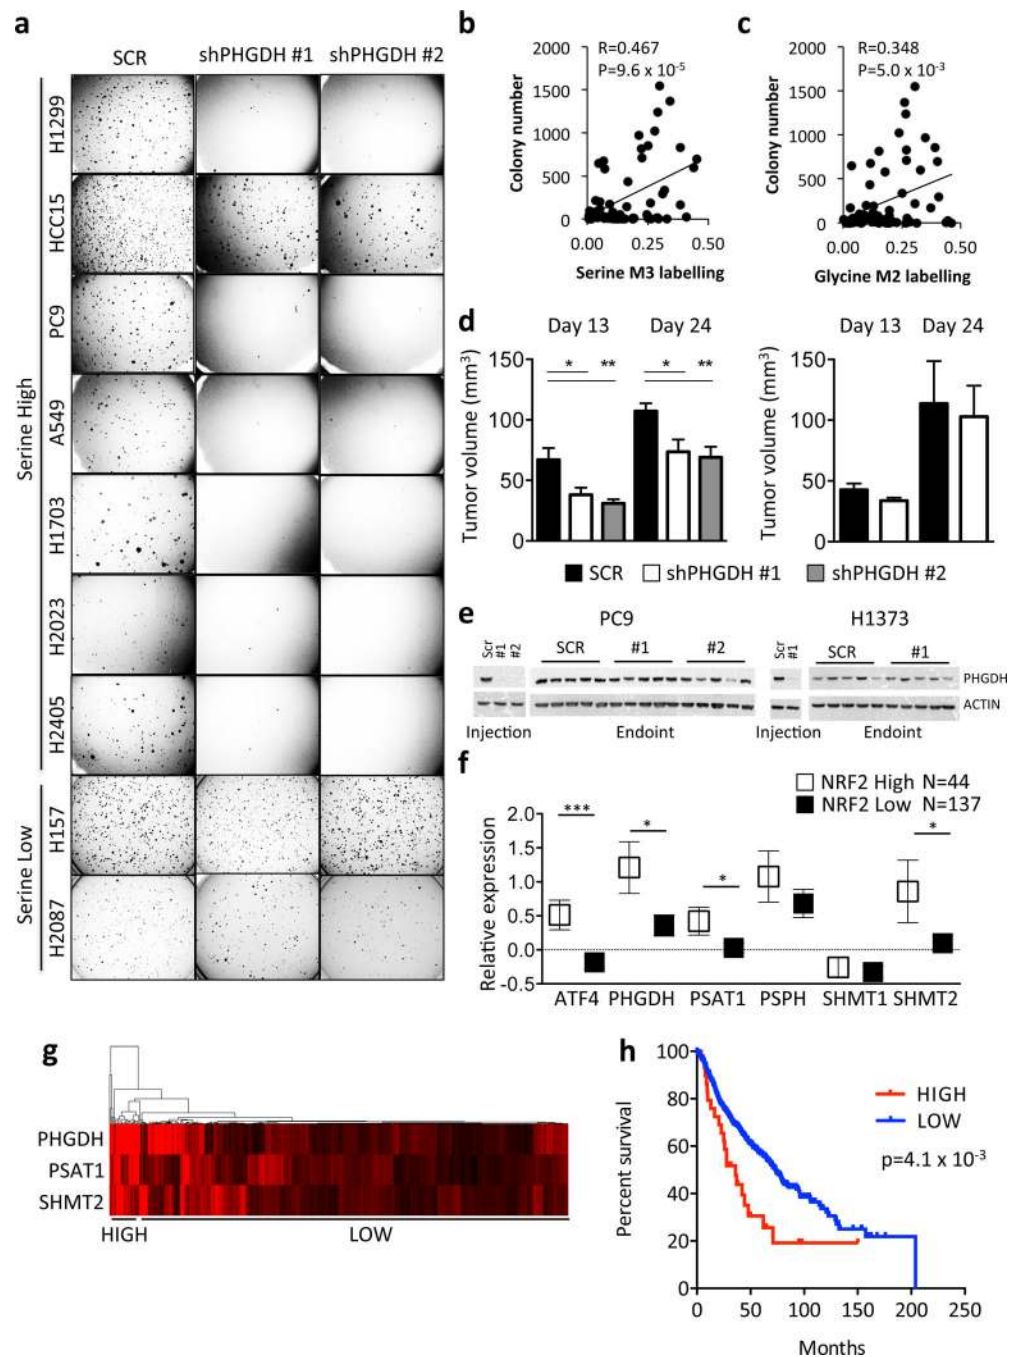 a
SCR shPHGDH #1 shPHGDH #2
Serine High
H1299
HCC15
PC9
A549
H1703
H2023
H2405
Serine Low
H157
H2087
b
R=0.467
P=9.6 x 10-5
Colony number
2000
1500
1000
500
0
0.00 0.25 0.50
Serine M3 labelling
c
R=0.348
P=5.0 x 10-3
Colony number
2000
1500
1000
500
0
0.00 0.25 0.50
Glycine M2 labelling
d
Day 13 Day 24
Tumor volume (mm3)
150
100
50
0
* ** * **
Day 13 Day 24
Tumor volume (mm3)
150
100
50
0
SCR shPHGDH #1 shPHGDH #2
e
PC9 H1373
Scr #1 #2 SCR #1 #2 Scr #1 SCR #1
PHGDH
ACTIN
Injection Endoint Injection Endoint
f
NRF2 High N=44
NRF2 Low N=137
Relative expression
2.0
1.5
1.0
0.5
0.0
-0.5
*** * * *
ATF4 PHGDH PSAT1 PSPH SHMT1 SHMT2
g
PHGDH
PSAT1
SHMT2
HIGH LOW
h
Percent survival
100
80
60
40
20
0
HIGH
LOW
p=4.1 x 10-3
0 50 100 150 200 250
Months